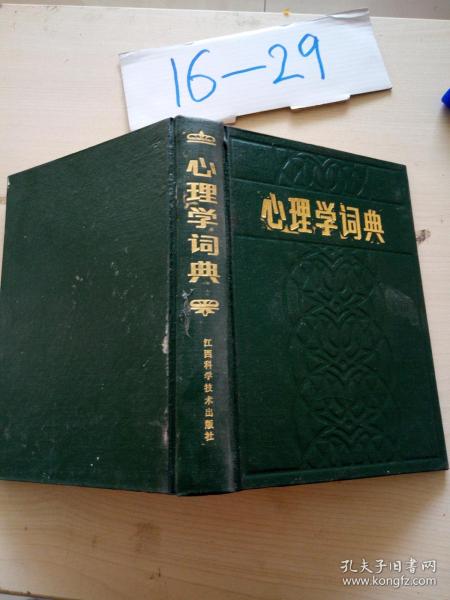 16-29
心理学词典
江西科学技术出版社
心理学词典
孔夫子旧书网
www.kongfz.com